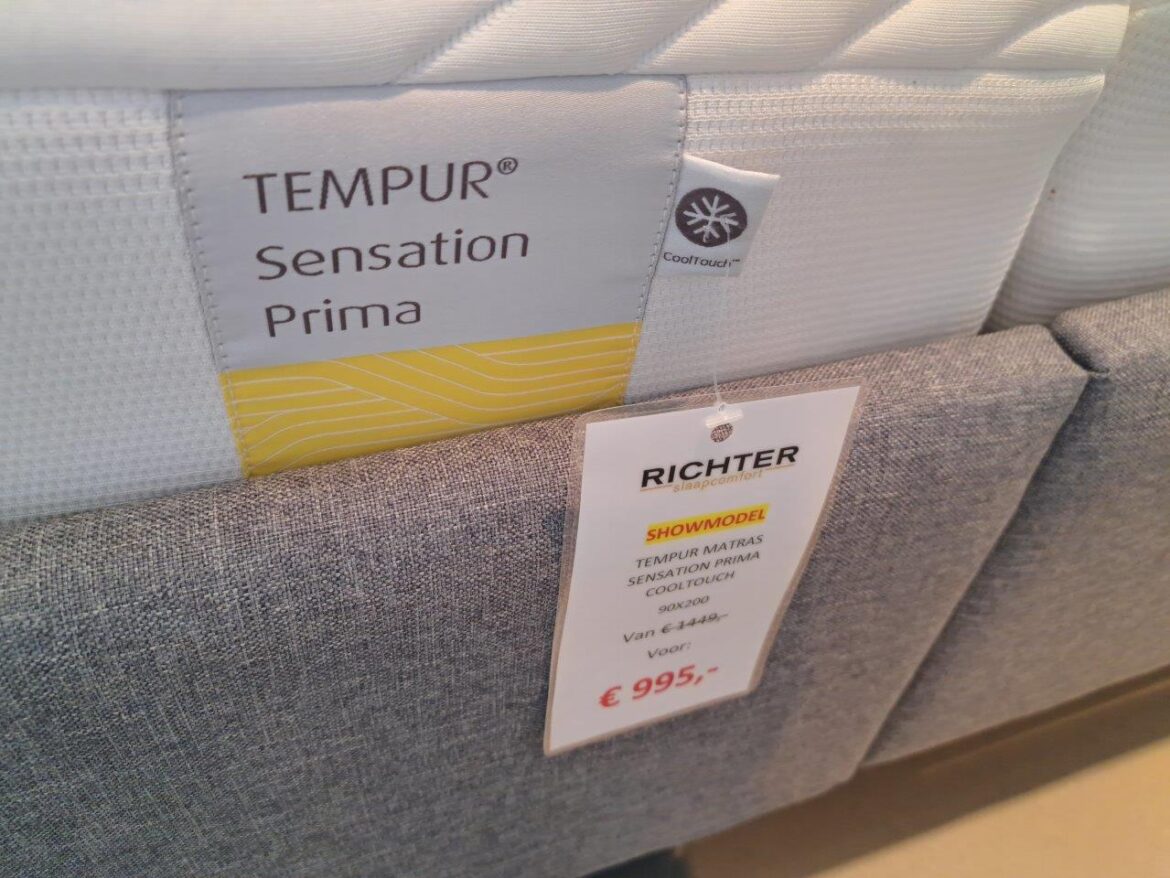 TEMPUR®
Sensation
Prima
CoolTouch™
RICHTER
slaapcomfort
SHOWMODEL
TEMPUR MATRAS
SENSATION PRIMA
COOLTOUCH
90X200
Van € 1449,-
Voor:
€ 995,-